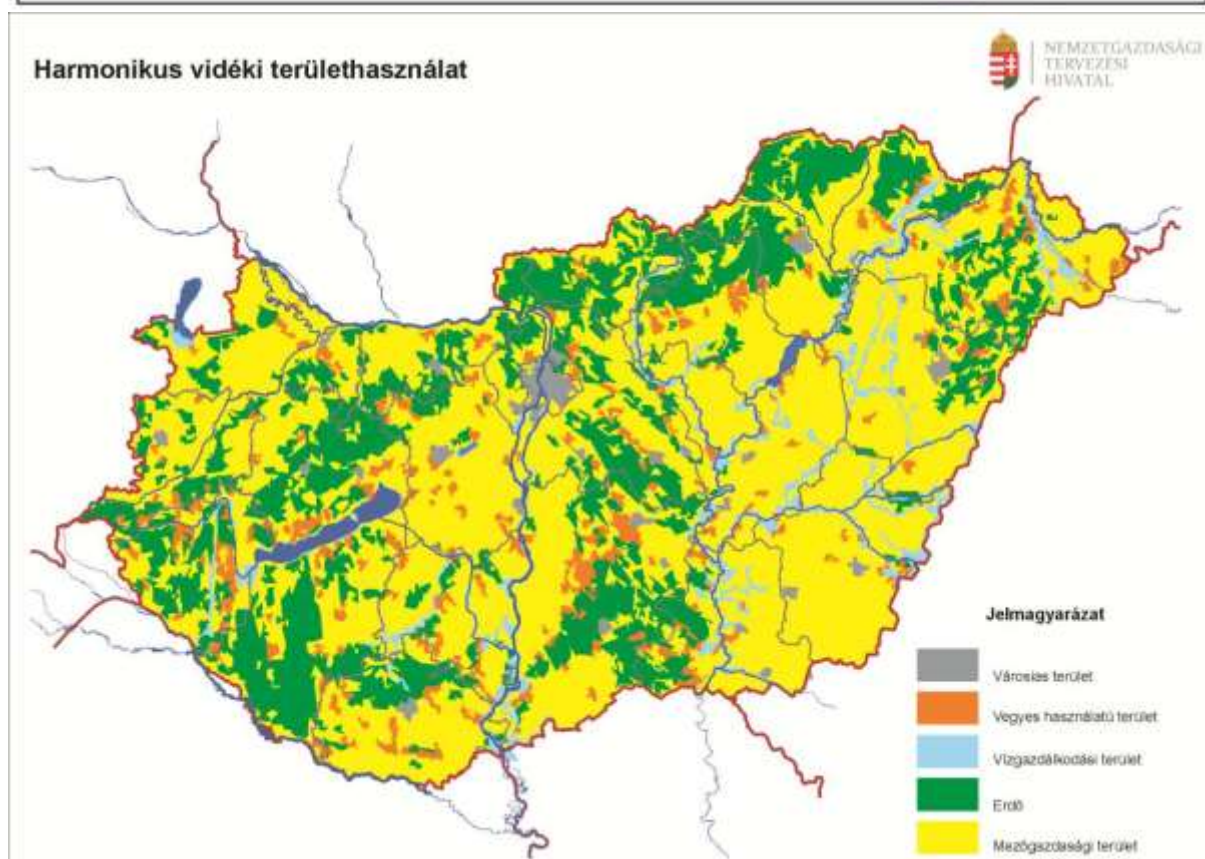 Harmonikus vidéki területhasználat
NEMZETGAZDASÁGI
TERVEZÉSI
HIVATAL
Jelmagyarázat
Városias terület
Vegyes használatú terület
Vízgazdálkodási terület
Erdő
Mezőgazdasági terület